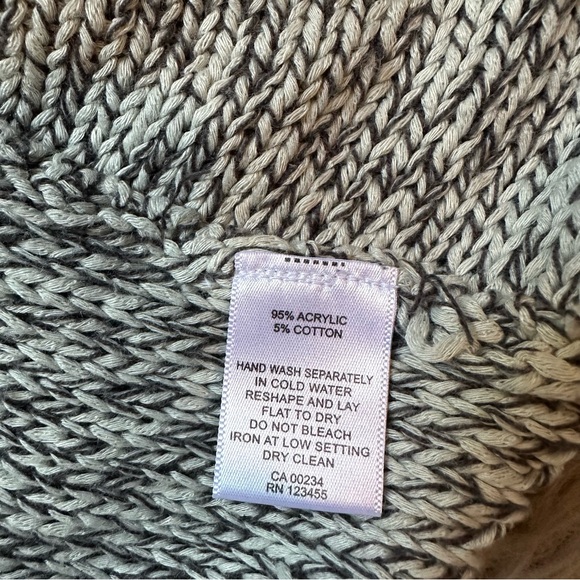 95% ACRYLIC
5% COTTON
HAND WASH SEPARATELY
IN COLD WATER
RESHAPE AND LAY
FLAT TO DRY
DO NOT BLEACH
IRON AT LOW SETTING
DRY CLEAN
CA 00234
RN 123455